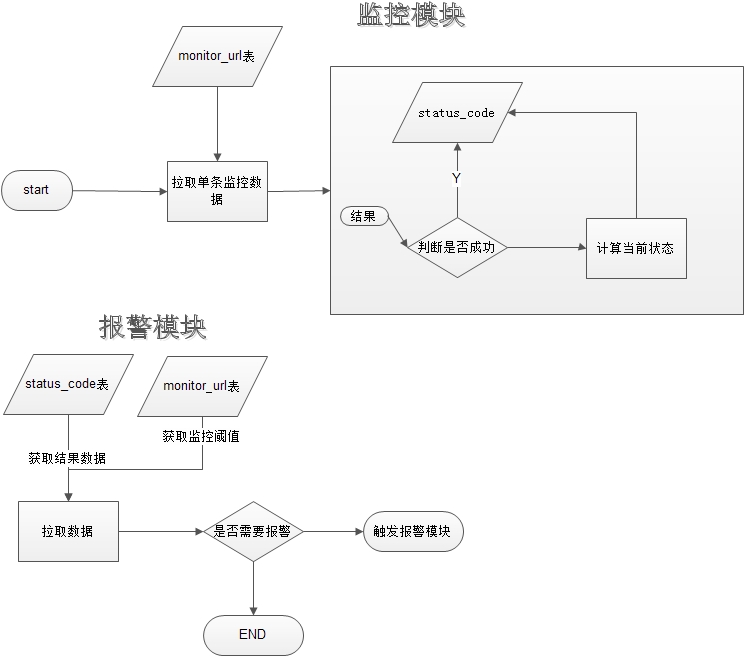 监控模块
monitor_url表
status_code
start
拉取单条监控数
据
Y
结果
判断是否成功
计算当前状态
报警模块
status_code表
monitor_url表
获取监控阈值
获取结果数据
拉取数据
是否需要报警
触发报警模块
END